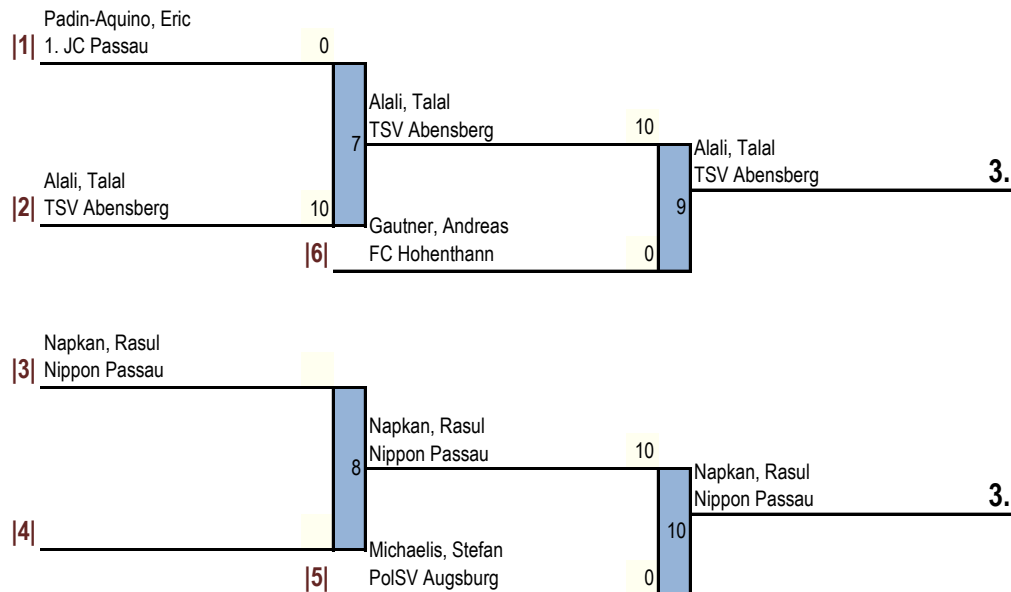 Padin-Aquino, Eric
|1| 1. JC Passau 0
Alali, Talal
7 TSV Abensberg 10
Alali, Talal
TSV Abensberg 3.
Alali, Talal
|2| TSV Abensberg 10
9
Gautner, Andreas
|6| FC Hohenthann 0
Napkan, Rasul
|3| Nippon Passau
Napkan, Rasul
8 Nippon Passau 10
Napkan, Rasul
Nippon Passau 3.
|4|
10
Michaelis, Stefan
|5| PolSV Augsburg 0